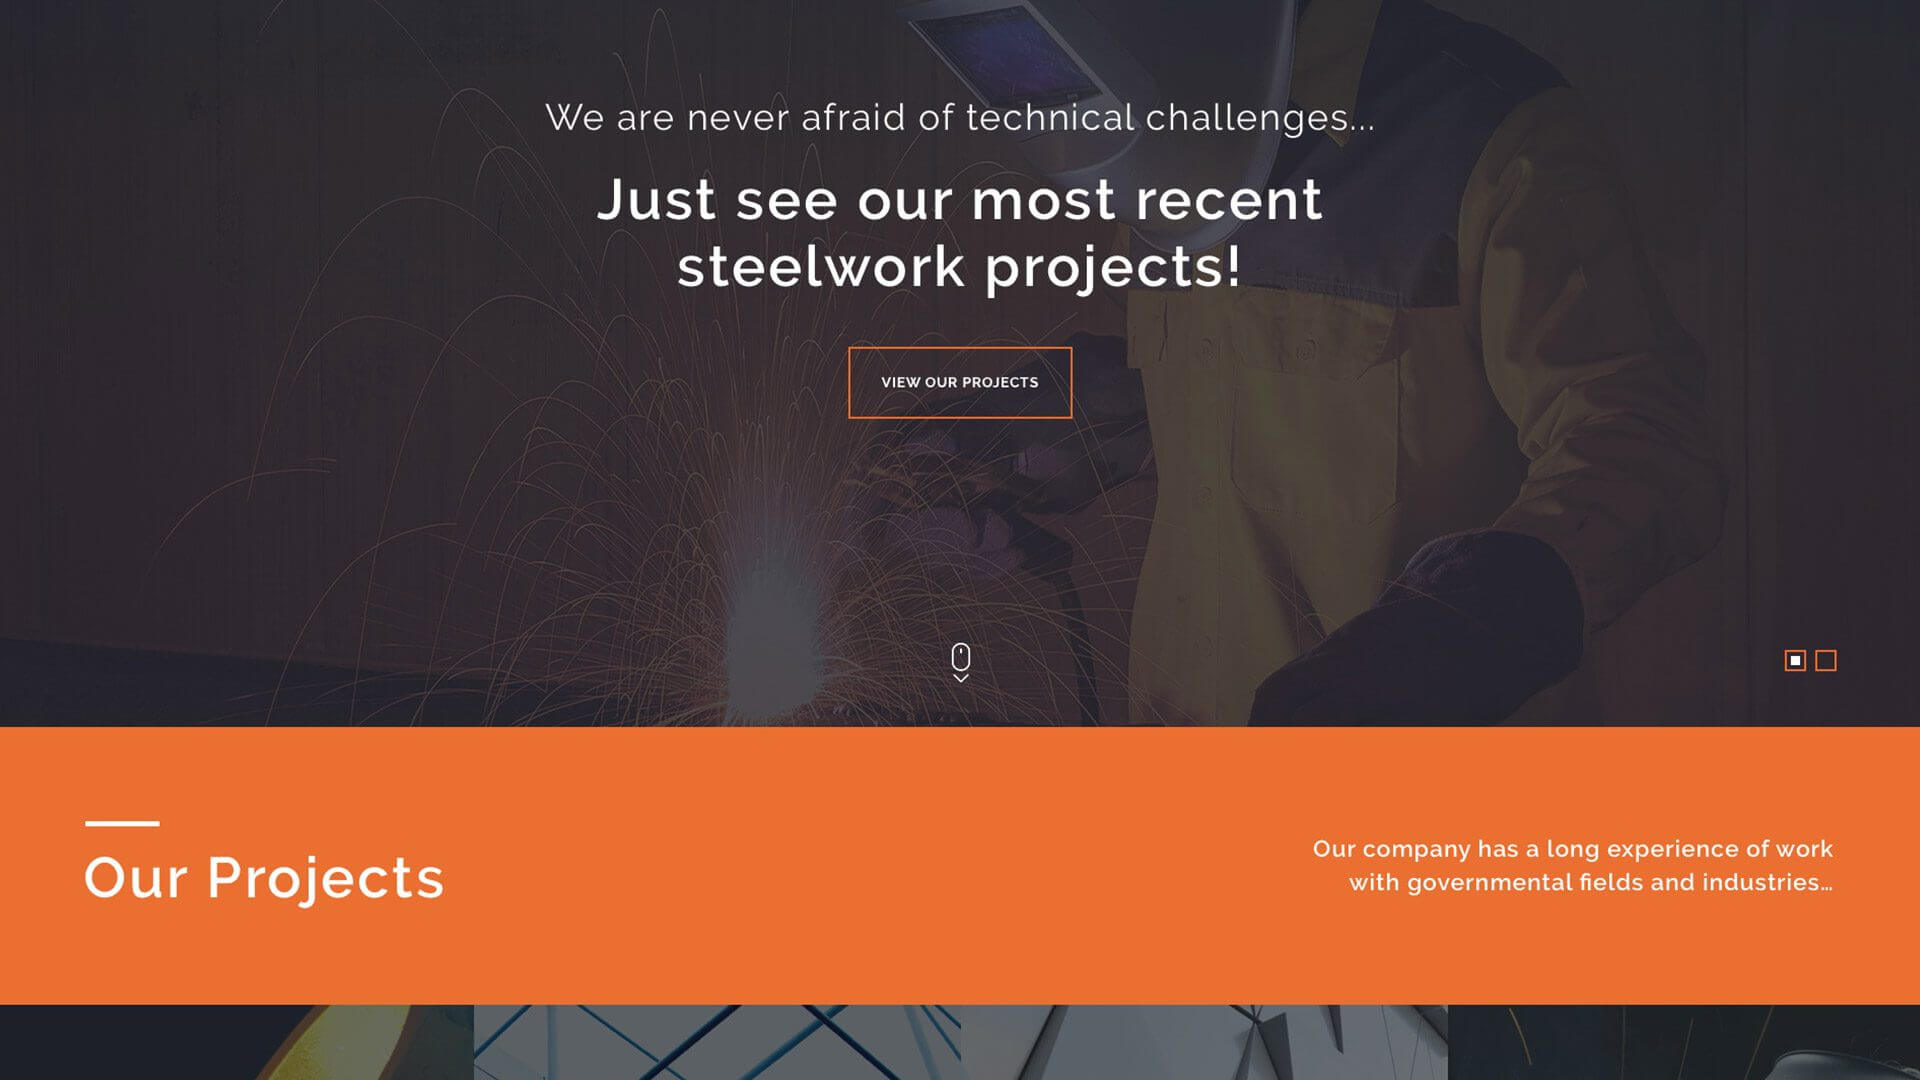 We are never afraid of technical challenges...
Just see our most recent
steelwork projects!
VIEW OUR PROJECTS
Our Projects
Our company has a long experience of work
with governmental fields and industries...